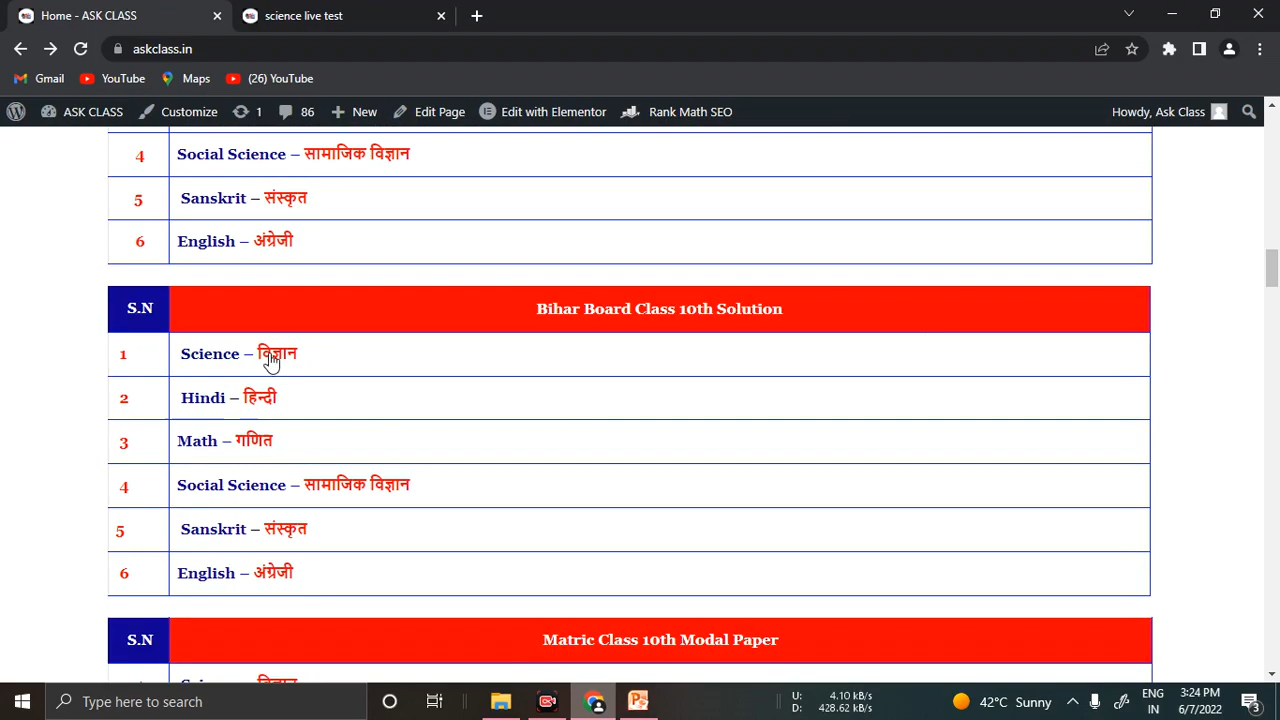 Home - ASK CLASS
science live test
askclass.in
Gmail YouTube Maps (26) YouTube
ASK CLASS Customize 1 86 New Edit Page Edit with Elementor Rank Math SEO Howdy, Ask Class
4 Social Science – सामाजिक विज्ञान
5 Sanskrit – संस्कृत
6 English – अंग्रेजी
S.N Bihar Board Class 10th Solution
1 Science – विज्ञान
2 Hindi – हिन्दी
3 Math – गणित
4 Social Science – सामाजिक विज्ञान
5 Sanskrit – संस्कृत
6 English – अंग्रेजी
S.N Matric Class 10th Modal Paper
Type here to search
U: 4.10 kB/s
D: 428.62 kB/s
42°C Sunny
ENG
IN
3:24 PM
6/7/2022
3